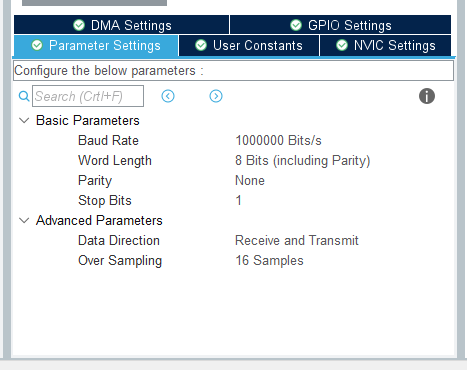 DMA Settings GPIO Settings
Parameter Settings User Constants NVIC Settings
Configure the below parameters :
Search (Crtl+F)
Basic Parameters
Baud Rate 1000000 Bits/s
Word Length 8 Bits (including Parity)
Parity None
Stop Bits 1
Advanced Parameters
Data Direction Receive and Transmit
Over Sampling 16 Samples